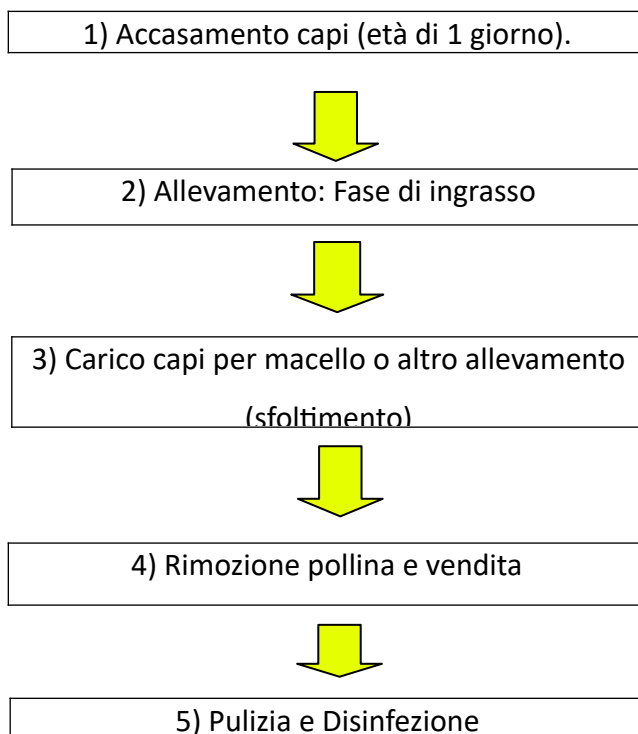 1) Accasamento capi (età di 1 giorno).
2) Allevamento: Fase di ingrasso
3) Carico capi per macello o altro allevamento
(sfoltimento)
4) Rimozione pollina e vendita
5) Pulizia e Disinfezione